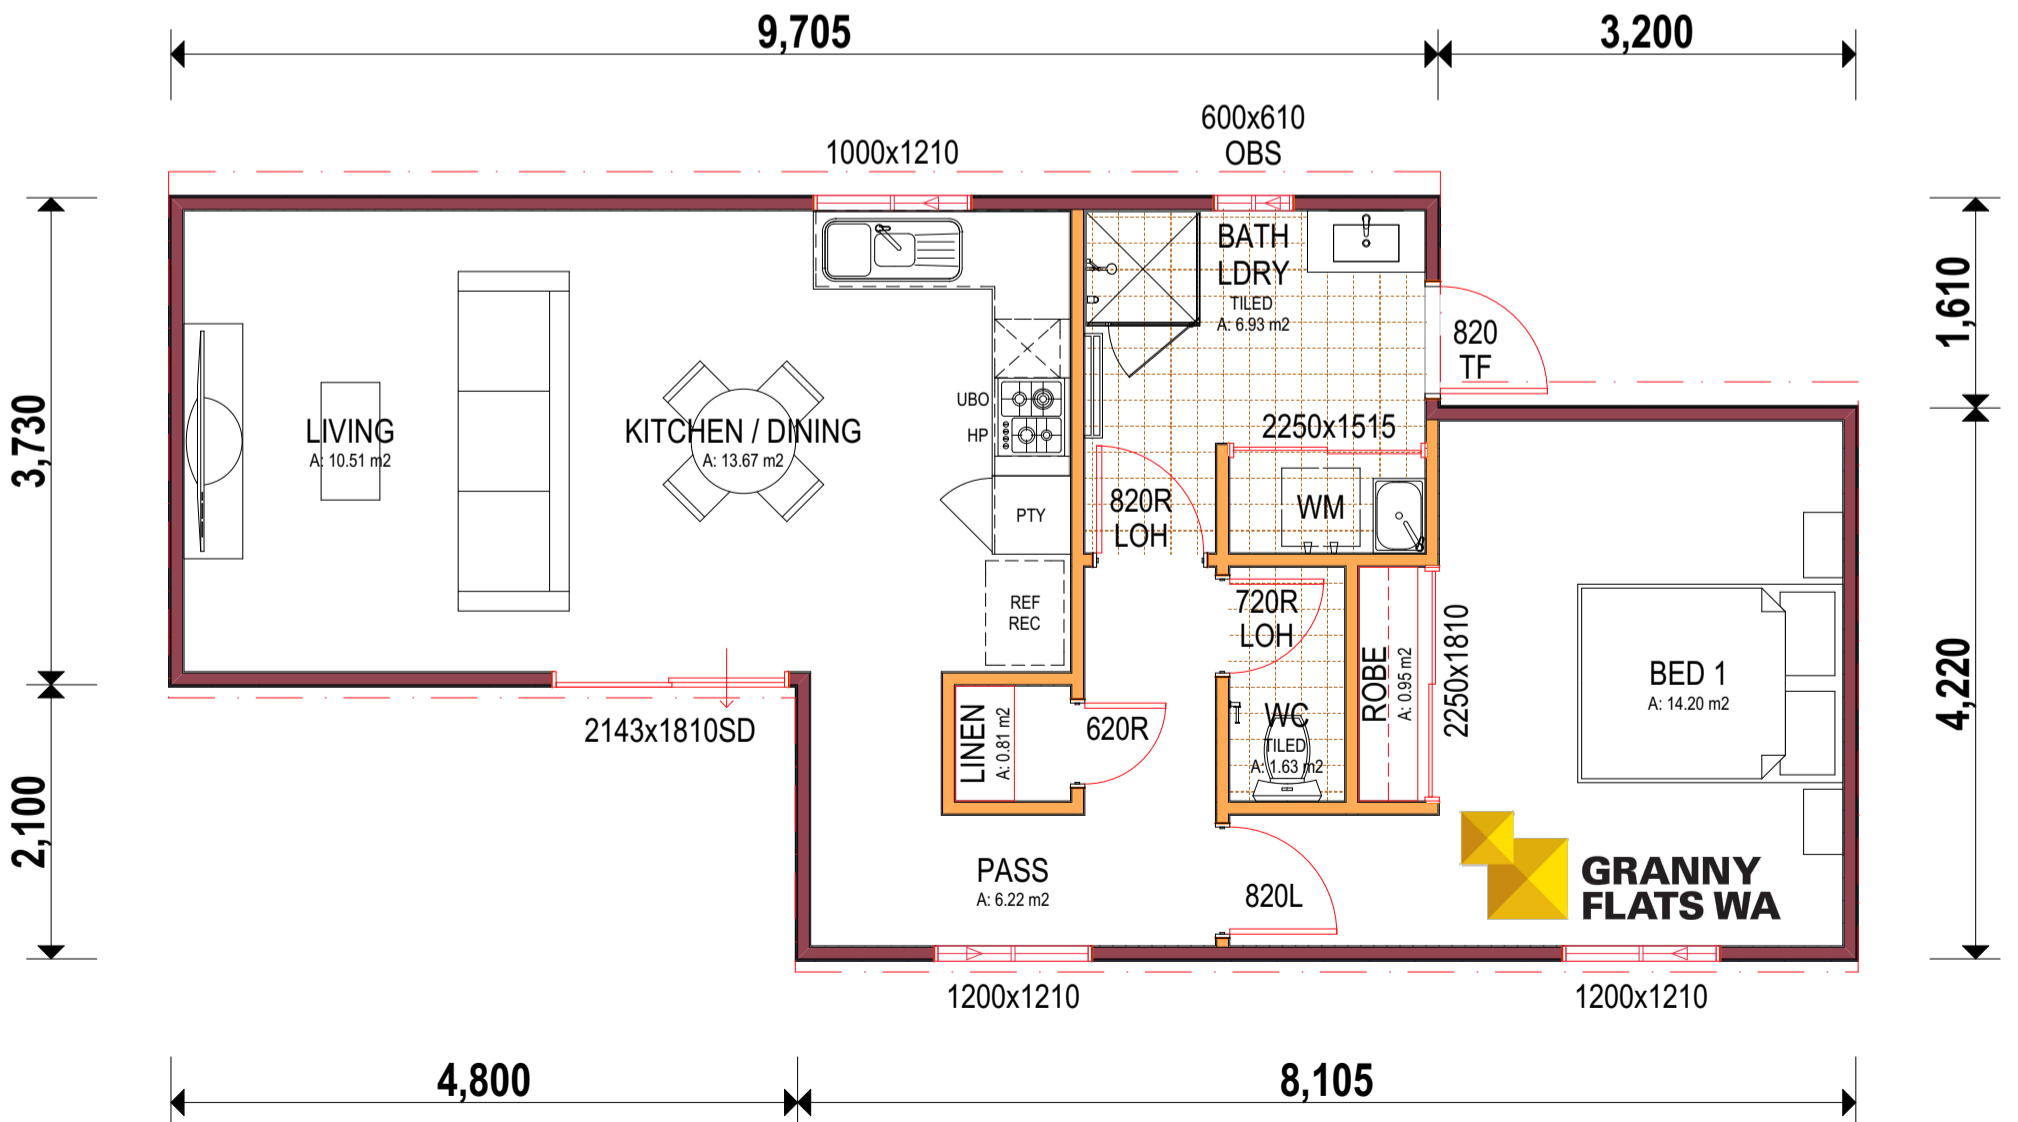 9,705
3,200
600x610
OBS
1000x1210
BATH
LDRY
TILED
A: 6.93 m2
820
TF
1,610
3,730
LIVING
A: 10.51 m2
KITCHEN / DINING
A: 13.67 m2
UBO
HP
2250x1515
820R
LOH
WM
PTY
REF
REC
720R
LOH
ROBE
A: 0.95 m2
2250x1810
BED 1
A: 14.20 m2
4,220
2143x1810SD
LINEN
A: 0.81 m2
620R
WC
TILED
A: 1.63 m2
2,100
PASS
A: 6.22 m2
820L
GRANNY
FLATS WA
1200x1210
1200x1210
4,800
8,105